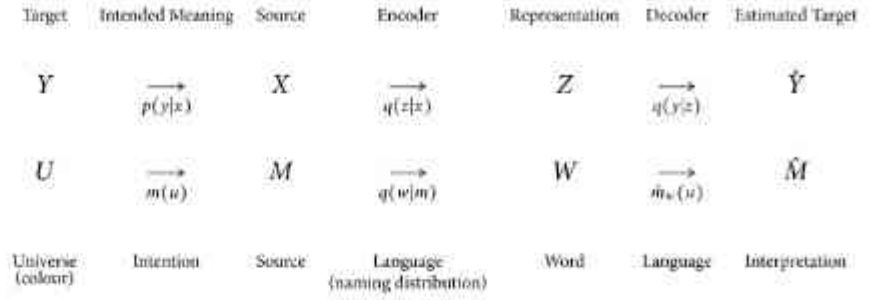 Target Intended Meaning Source Encoder Representation Decoder Estimated Target
Y ⟶ X ⟶ Z ⟶ Ŷ
p(y|x) q(z|x) q(y|z)
U ⟶ M ⟶ W ⟶ M̂
m(u) q(w|m) m̂w(u)
Universe Intention Source Language Word Language Interpretation
(colour) (naming distribution)